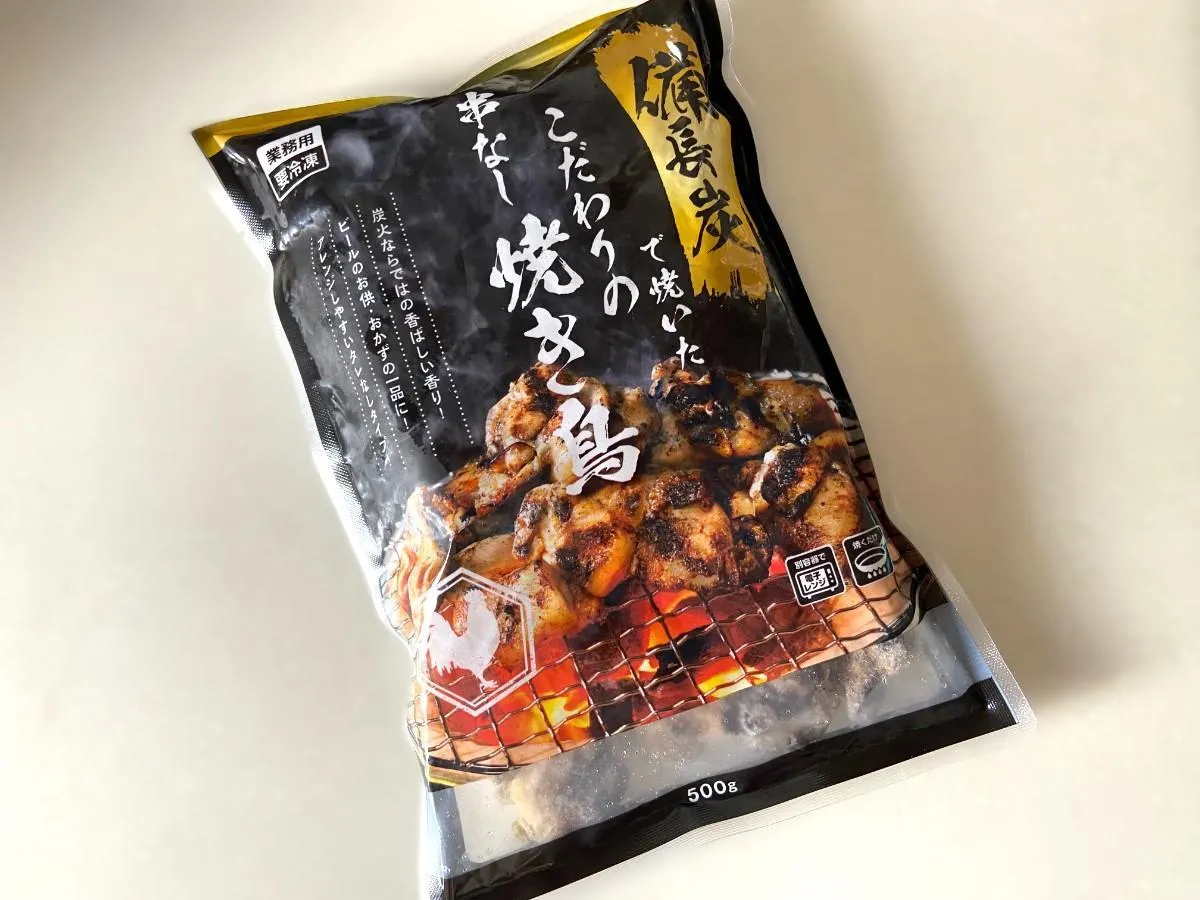 備長炭
で焼いた
こだわりの
串なし
焼き鳥
業務用
要冷凍
炭火ならではの香ばしい香り!
ビールのお供・おかずの一品に!
アレンジしやすいタレなしタイプ!
別容器で
電子
レンジ
焼くだけ
500g